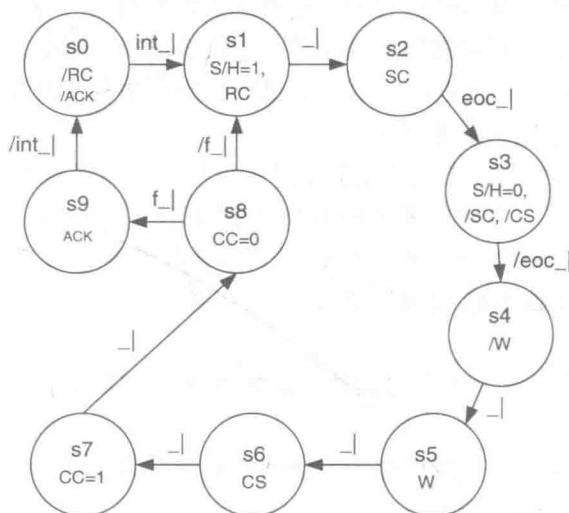 s0
/RC
/ACK
int_|
s1
S/H=1,
RC
_|
s2
SC
eoc_|
s3
S/H=0,
/SC, /CS
/eoc_|
s4
/W
_|
s5
W
_|
s6
CS
_|
s7
CC=1
_|
s8
CC=0
/f_|
f_|
s9
ACK
/int_|